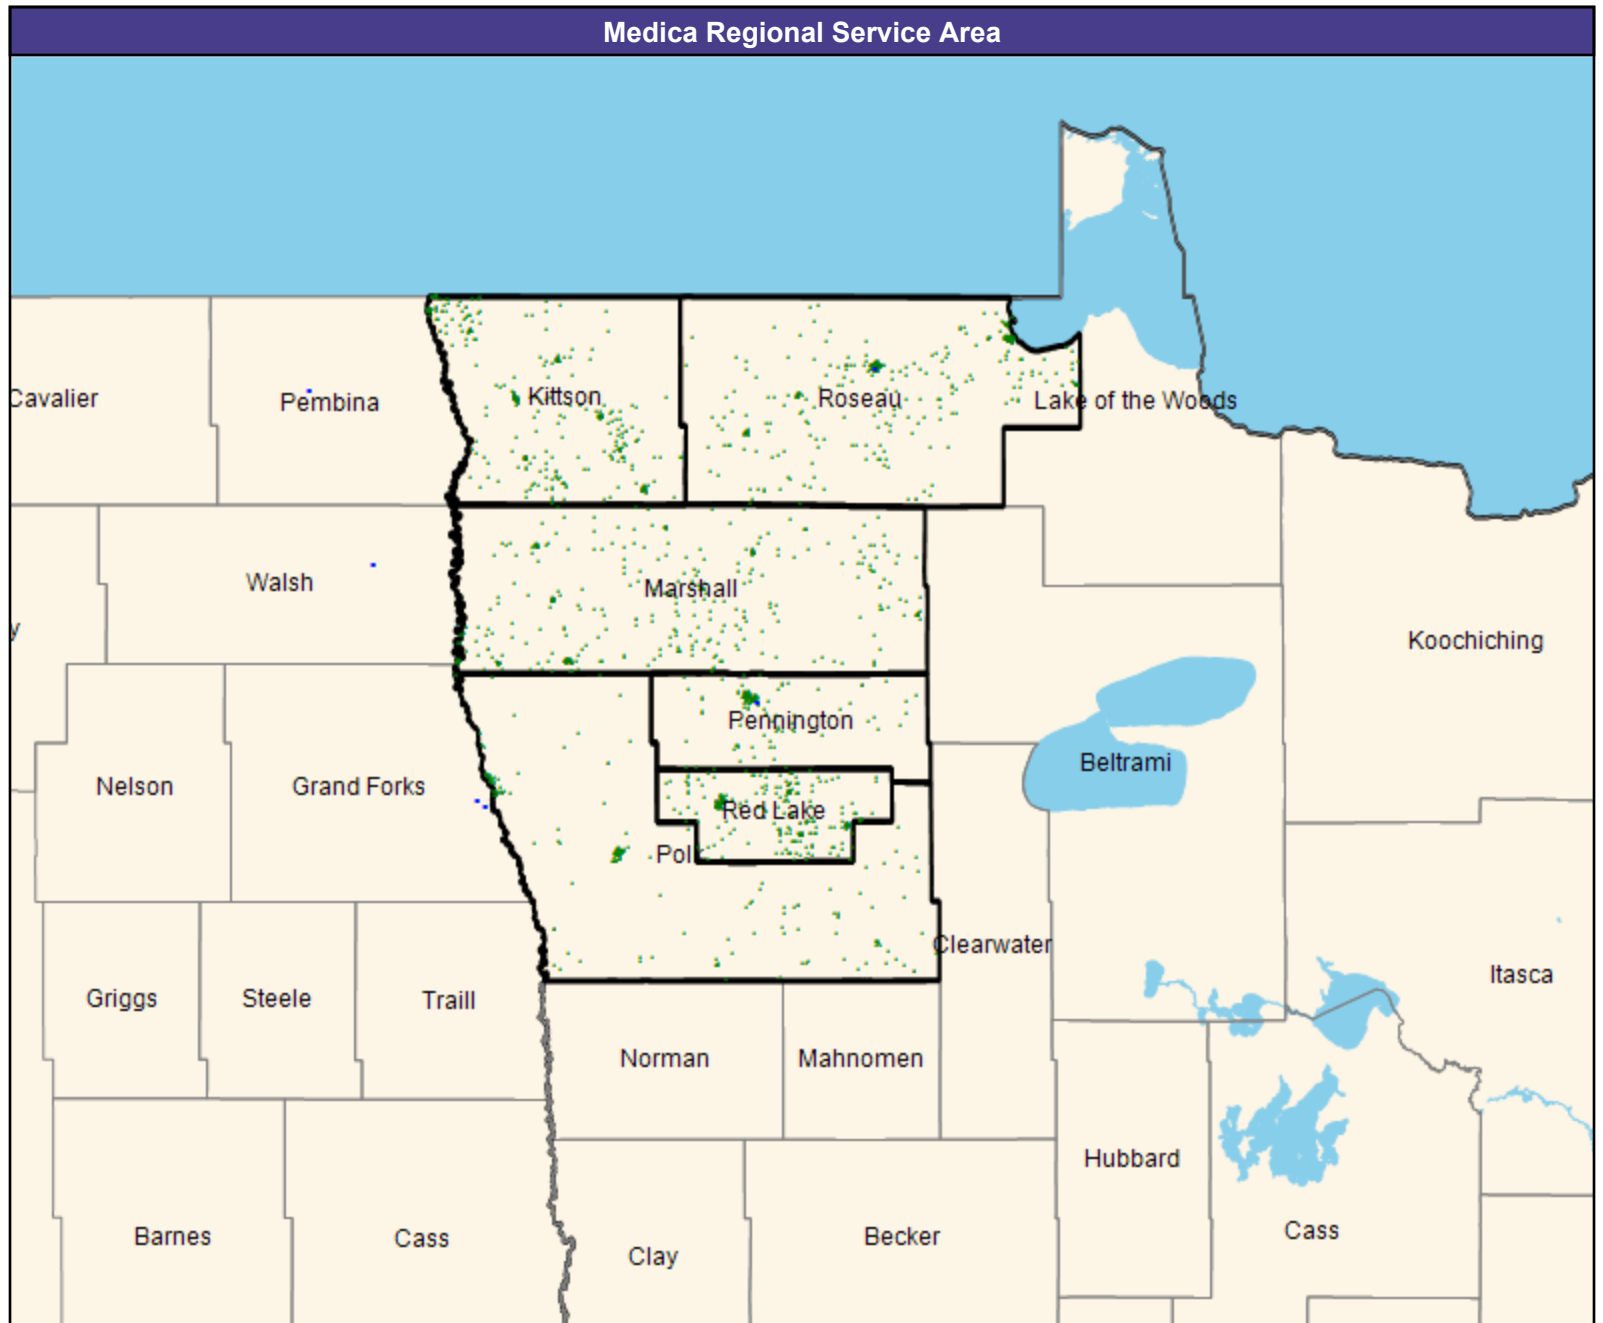 Medica Regional Service Area
Cavalier
Pembina
Kittson
Roseau
Lake of the Woods
Walsh
Marshall
y
Koochiching
Pennington
Beltrami
Nelson
Grand Forks
Red Lake
Pol
Clearwater
Itasca
Griggs
Steele
Traill
Norman
Mahnomen
Hubbard
Barnes
Cass
Clay
Becker
Cass